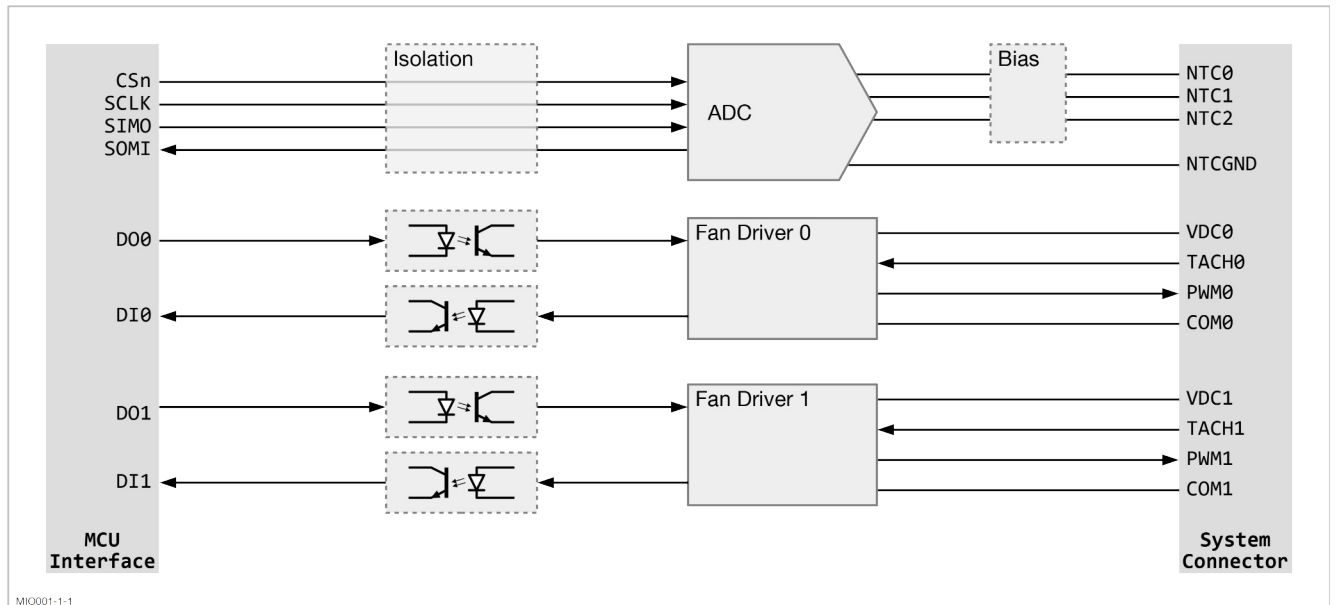 Isolation
Bias
CSn
SCLK
SIMO
SOMI
ADC
NTC0
NTC1
NTC2
NTCGND
DO0
DI0
Fan Driver 0
VDC0
TACH0
PWM0
COM0
DO1
DI1
Fan Driver 1
VDC1
TACH1
PWM1
COM1
MCU
Interface
System
Connector
MIO001-1-1